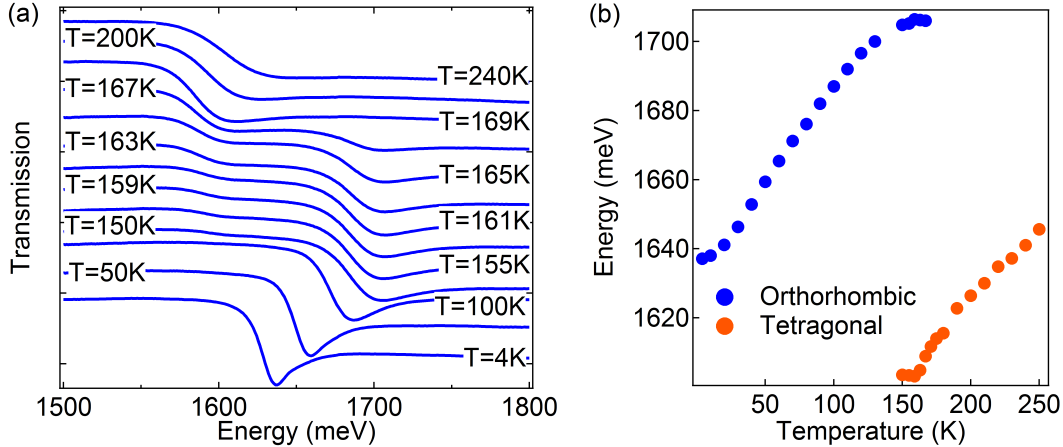 (a)
T=200K
T=240K
T=167K
T=169K
T=163K
T=165K
T=159K
T=161K
T=150K
T=155K
T=50K
T=100K
T=4K
Transmission
1500 1600 1700 1800
Energy (meV)
(b)
1700
1680
1660
1640
1620
Energy (meV)
Orthorhombic
Tetragonal
50 100 150 200 250
Temperature (K)